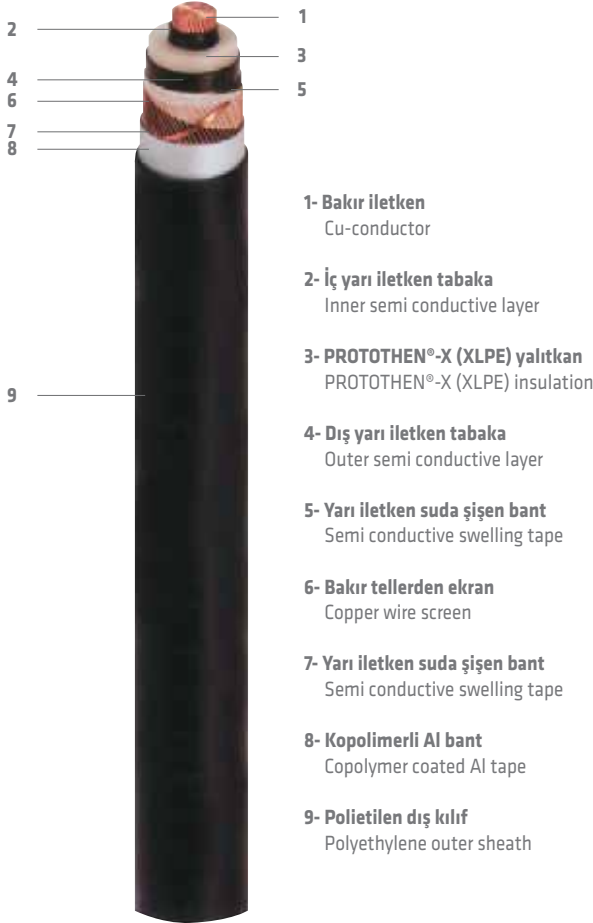 1
2
3
4
5
6
7
8
9
1- Bakır iletken
Cu-conductor
2- İç yarı iletken tabaka
Inner semi conductive layer
3- PROTOTHEN®-X (XLPE) yalıtkan
PROTOTHEN®-X (XLPE) insulation
4- Dış yarı iletken tabaka
Outer semi conductive layer
5- Yarı iletken suda şişen bant
Semi conductive swelling tape
6- Bakır tellerden ekran
Copper wire screen
7- Yarı iletken suda şişen bant
Semi conductive swelling tape
8- Kopolimerli Al bant
Copolymer coated Al tape
9- Polietilen dış kılıf
Polyethylene outer sheath